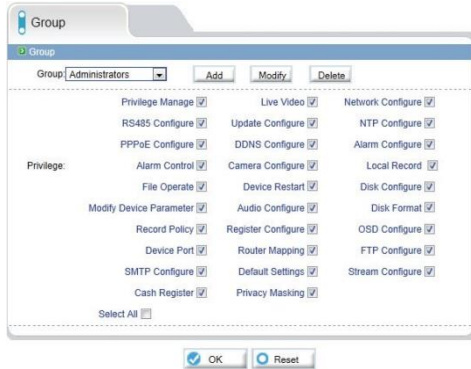 Group
Group
Group: Administrators Add Modify Delete
Privilege Manage Live Video Network Configure
RS485 Configure Update Configure NTP Configure
PPPoE Configure DDNS Configure Alarm Configure
Privilege: Alarm Control Camera Configure Local Record
File Operate Device Restart Disk Configure
Modify Device Parameter Audio Configure Disk Format
Record Policy Register Configure OSD Configure
Device Port Router Mapping FTP Configure
SMTP Configure Default Settings Stream Configure
Cash Register Privacy Masking
Select All
OK Reset